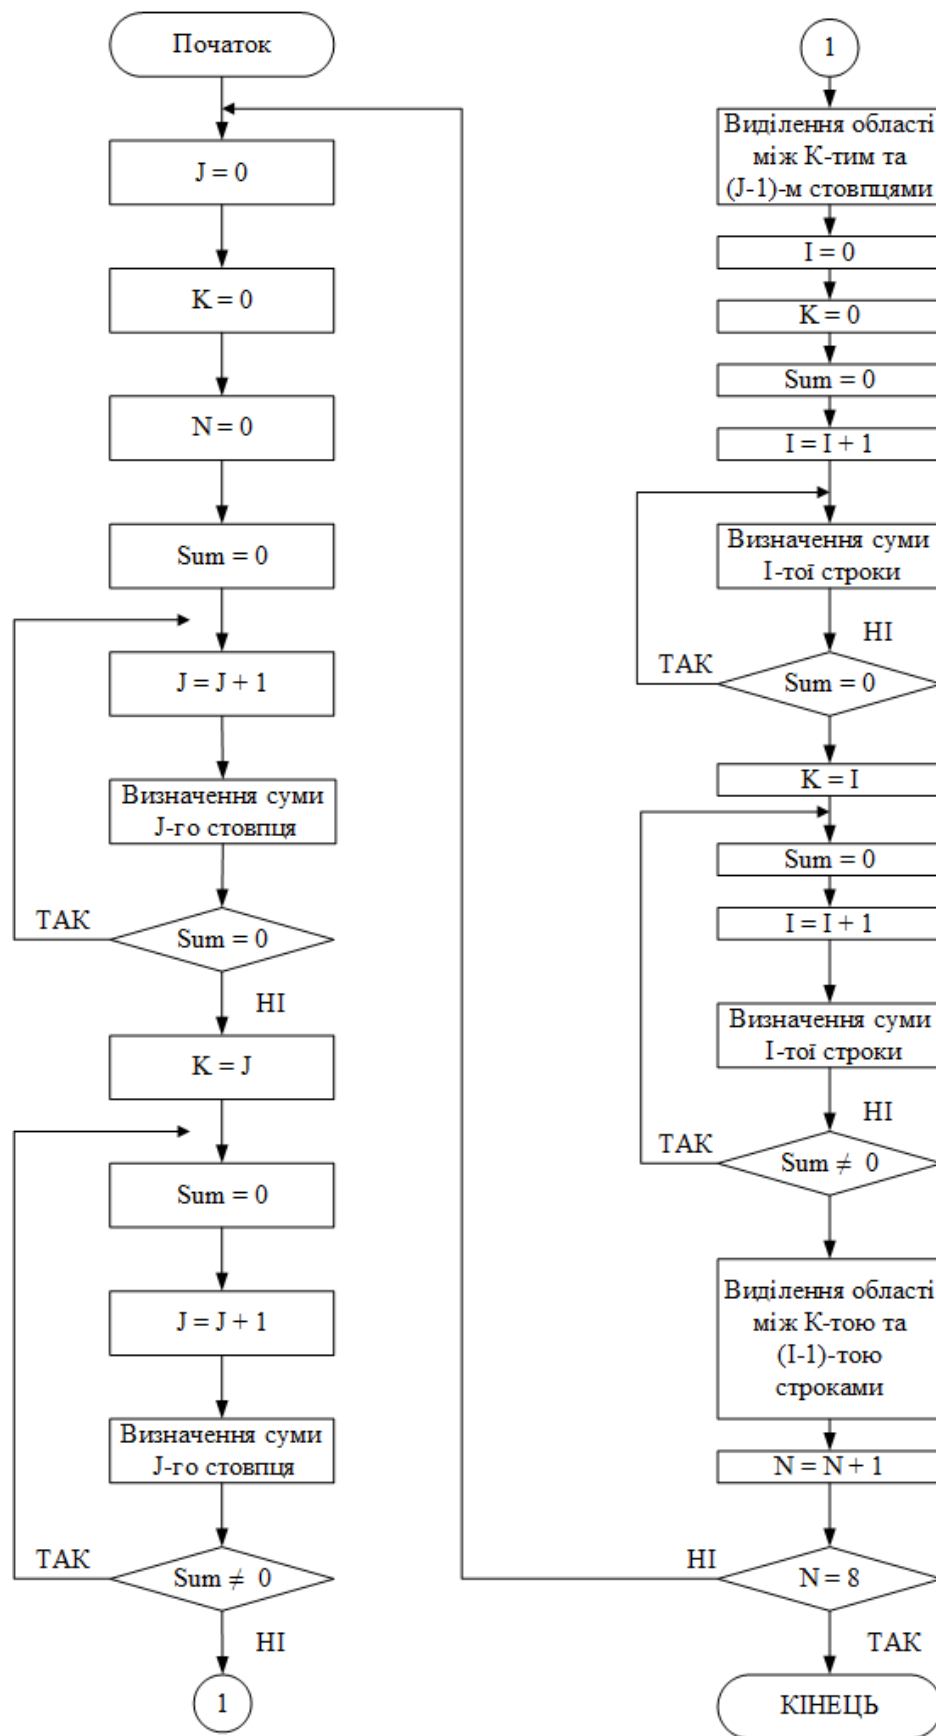 Початок
J = 0
K = 0
N = 0
Sum = 0
J = J + 1
Визначення суми
J-го стовпця
ТАК
Sum = 0
НІ
K = J
Sum = 0
J = J + 1
Визначення суми
J-го стовпця
ТАК
Sum ≠ 0
НІ
1
1
Виділення області
між К-тим та
(J-1)-м стовпцями
I = 0
K = 0
Sum = 0
I = I + 1
Визначення суми
I-тої строки
НІ
ТАК
Sum = 0
K = I
Sum = 0
I = I + 1
Визначення суми
I-тої строки
НІ
ТАК
Sum ≠ 0
Виділення області
між К-тою та
(I-1)-тою
строками
N = N + 1
НІ
N = 8
ТАК
КІНЕЦЬ